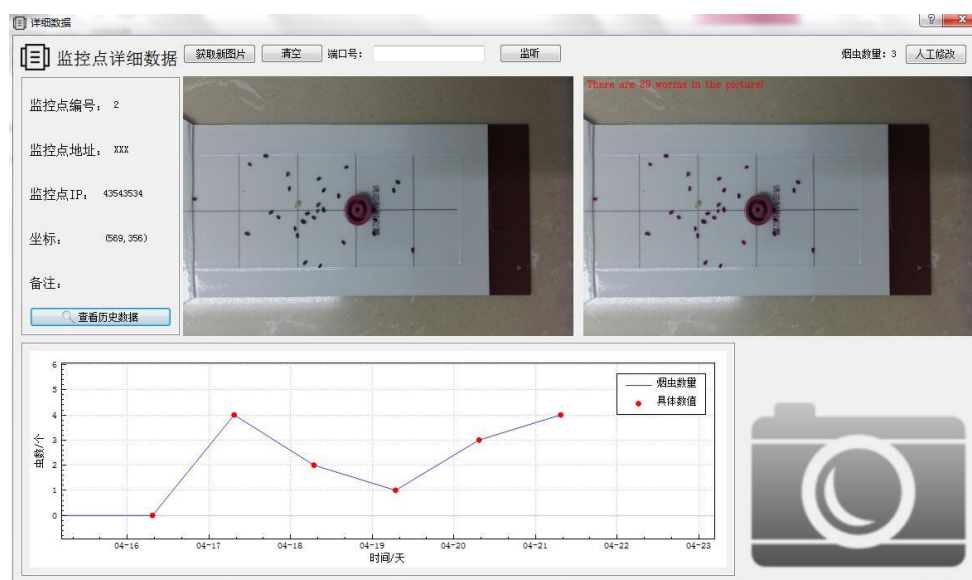 详细数据
监控点详细数据 获取新图片 清空 端口号: 监听 烟虫数量: 3 人工修改
监控点编号: 2
监控点地址: XXX
监控点IP: 43543534
坐标: (569,356)
备注:
查看历史数据
There are 29 worms in the picture!
烟虫数量
具体数值
虫数/个
6
5
4
3
2
1
0
04-16 04-17 04-18 04-19 04-20 04-21 04-22 04-23
时间/天